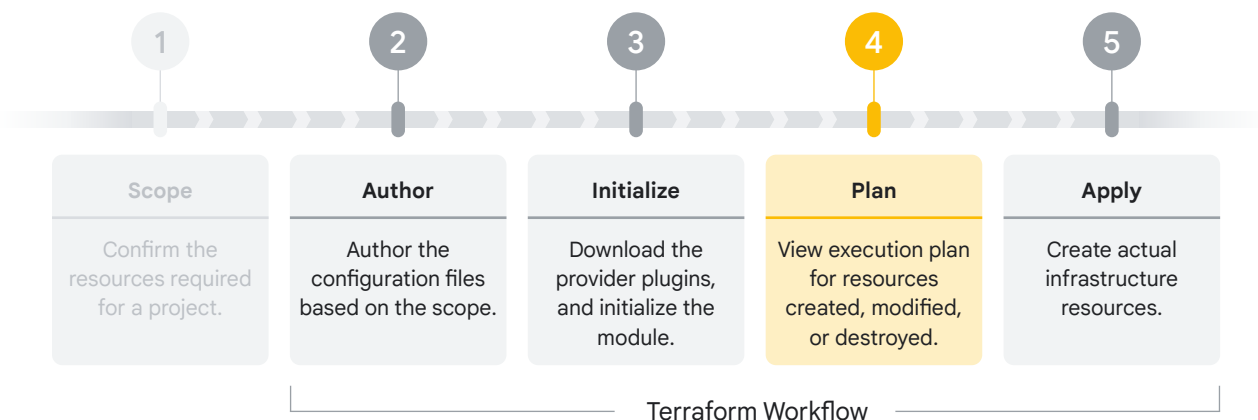 1
2
3
4
5
Scope
Confirm the
resources required
for a project.
Author
Author the
configuration files
based on the scope.
Initialize
Download the
provider plugins,
and initialize the
module.
Plan
View execution plan
for resources
created, modified,
or destroyed.
Apply
Create actual
infrastructure
resources.
Terraform Workflow